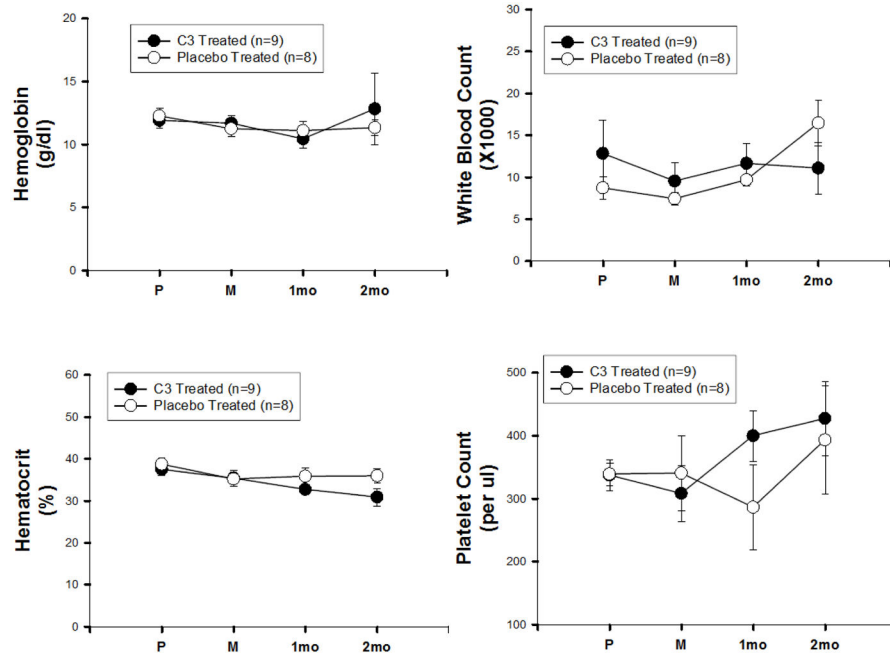 Hemoglobin
(g/dl)
20
15
10
5
0
C3 Treated (n=9)
Placebo Treated (n=8)
P M 1mo 2mo
White Blood Count
(X1000)
30
25
20
15
10
5
0
C3 Treated (n=9)
Placebo Treated (n=8)
P M 1mo 2mo
Hematocrit
(%)
60
50
40
30
20
10
0
C3 Treated (n=9)
Placebo Treated (n=8)
P M 1mo 2mo
Platelet Count
(per ul)
500
400
300
200
100
C3 Treated (n=9)
Placebo Treated (n=8)
P M 1mo 2mo